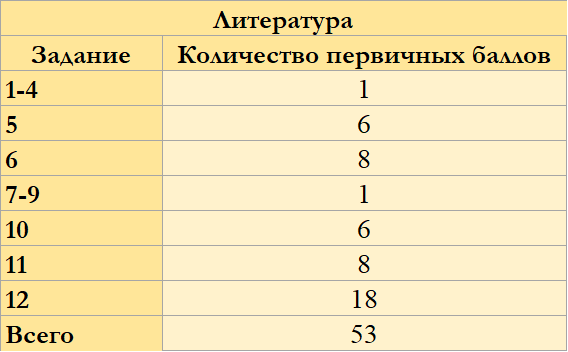 Литература
Задание Количество первичных баллов
1-4 1
5 6
6 8
7-9 1
10 6
11 8
12 18
Всего 53